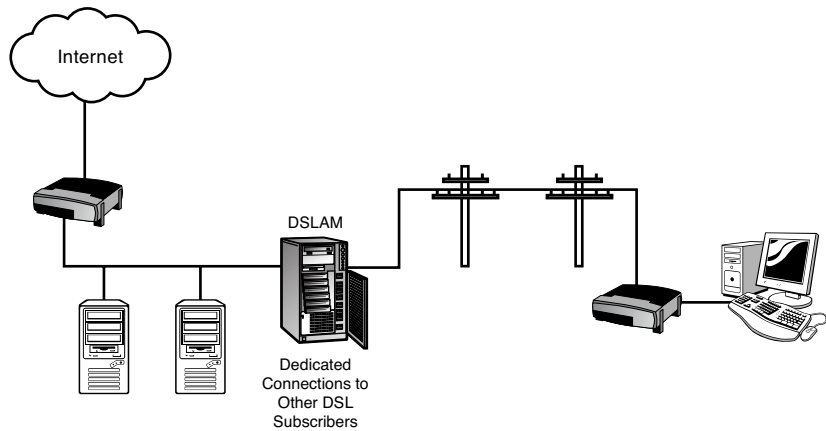 Internet
DSLAM
Dedicated
Connections to
Other DSL
Subscribers